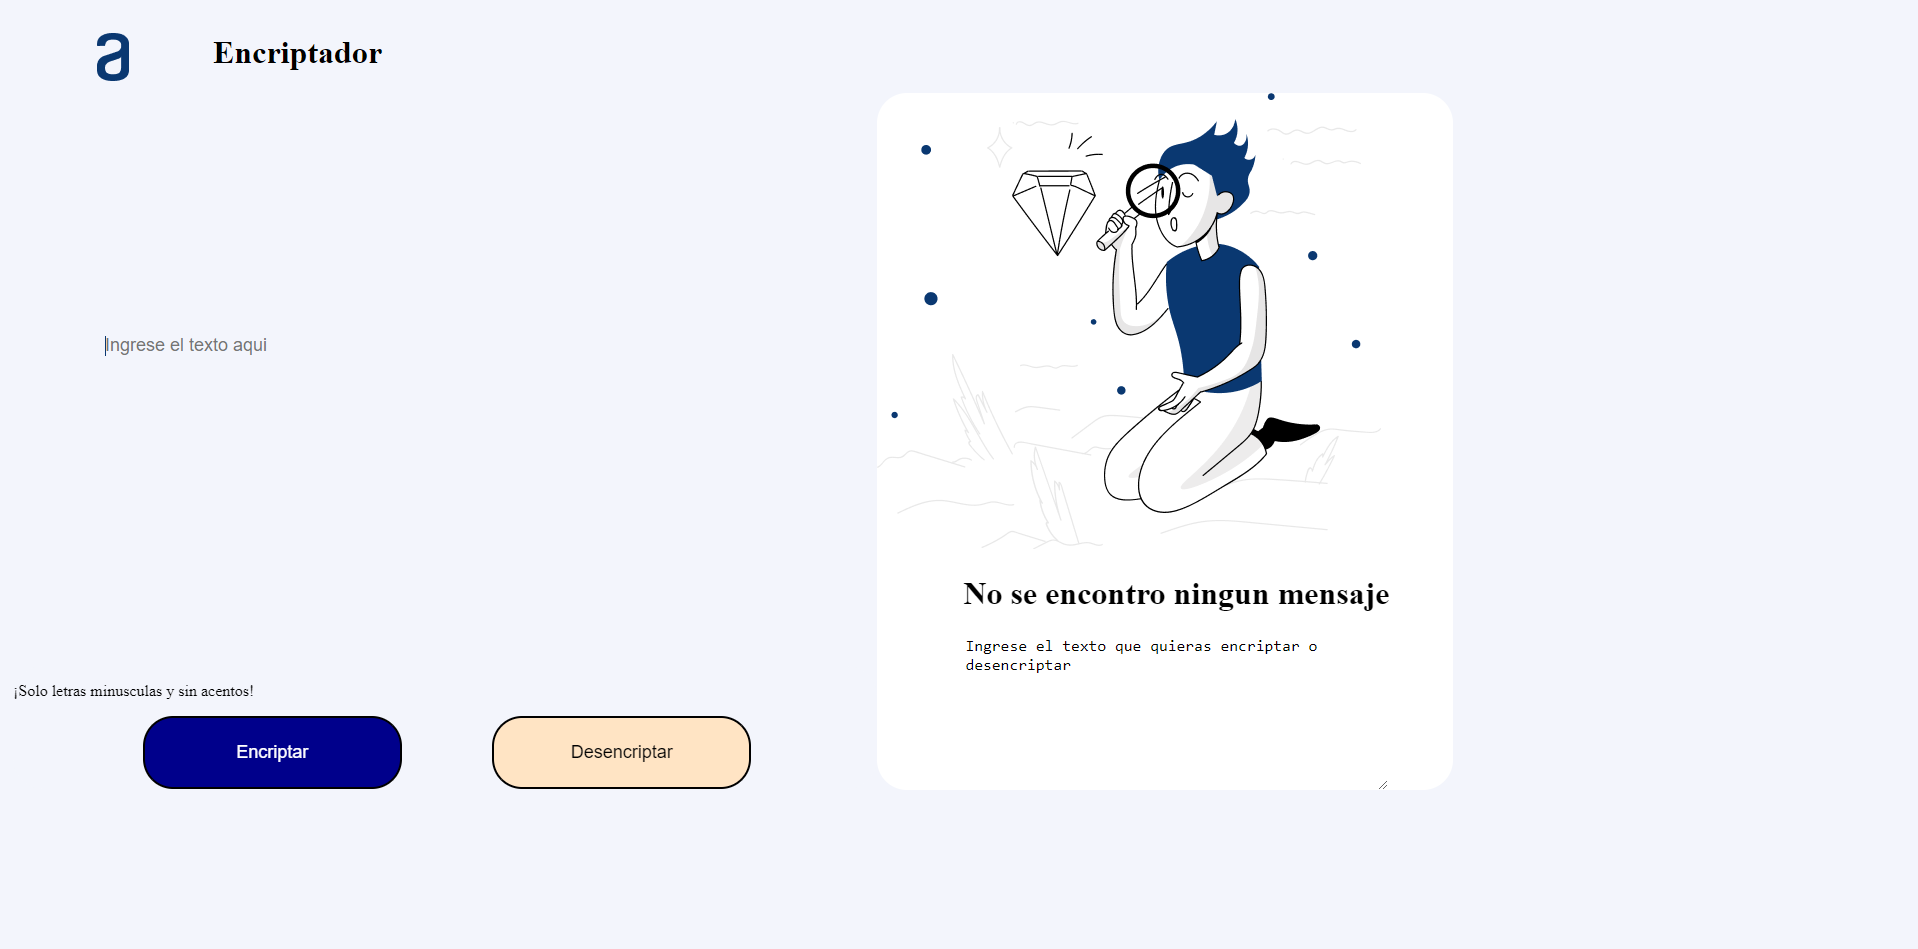 a
Encriptador
Ingrese el texto aqui
¡Solo letras minusculas y sin acentos!
Encriptar
Desencriptar
No se encontro ningun mensaje
Ingrese el texto que quieras encriptar o
desencriptar